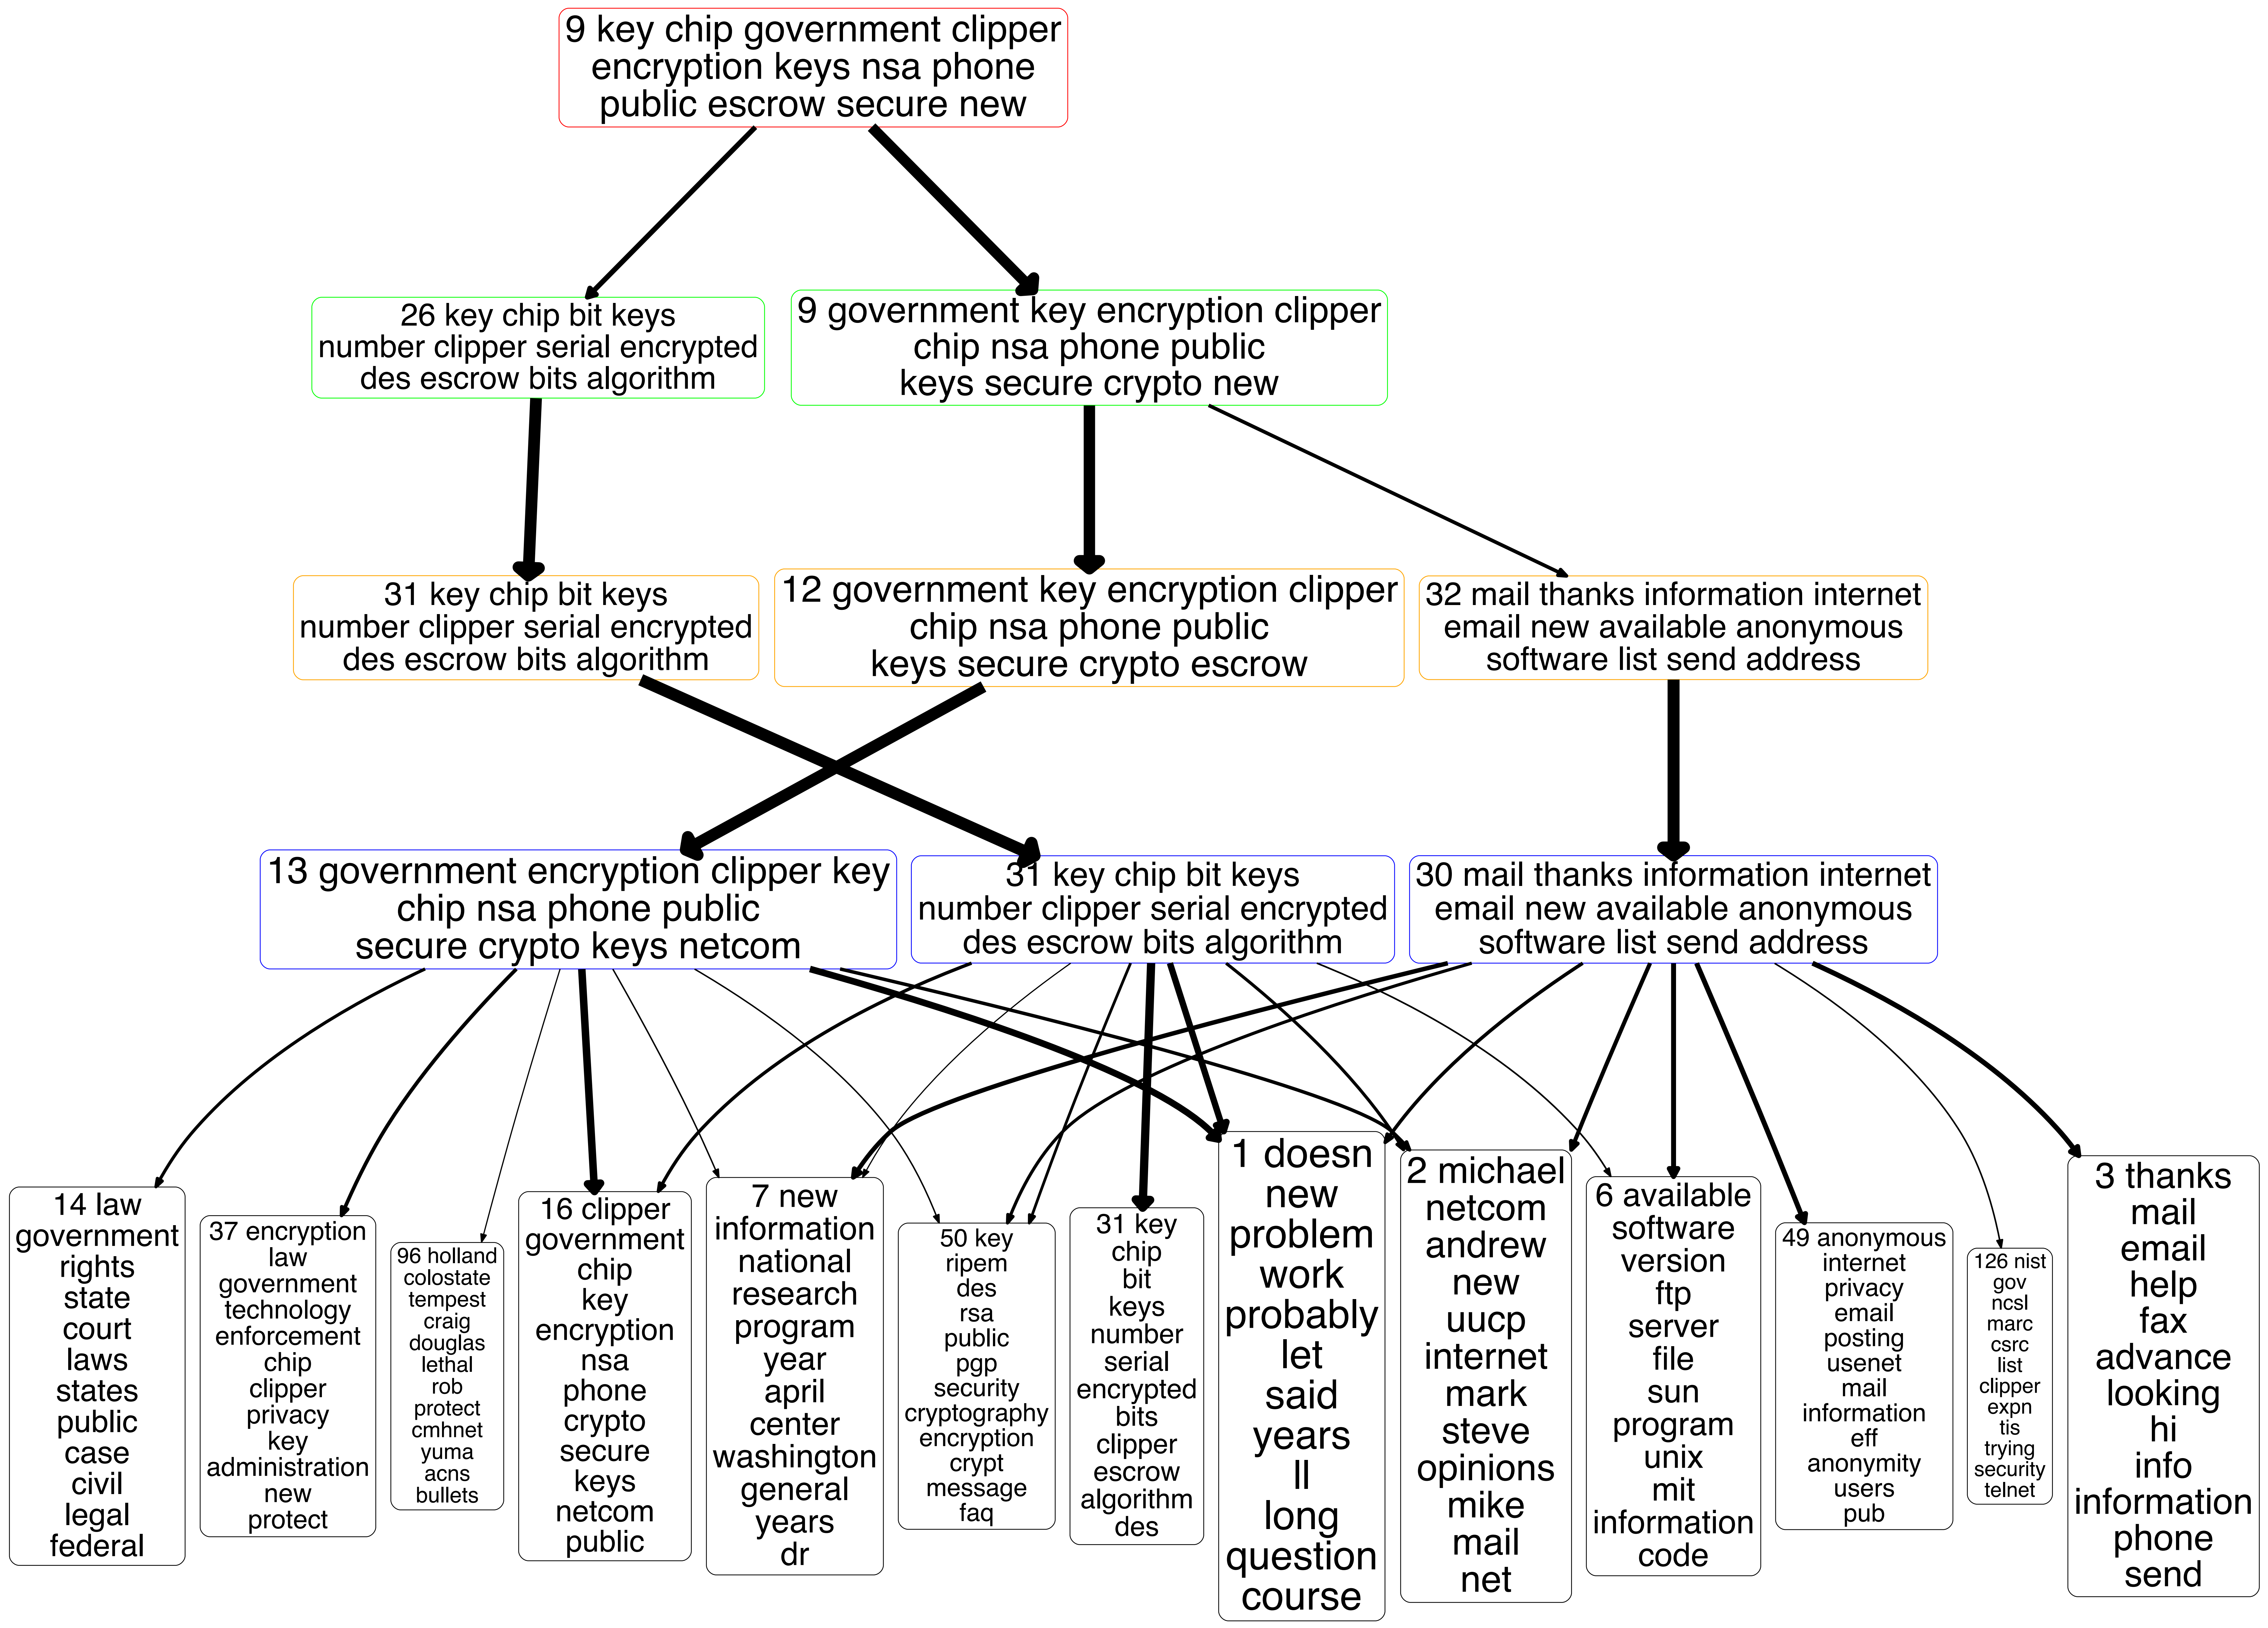 9 key chip government clipper
encryption keys nsa phone
public escrow secure new
26 key chip bit keys
number clipper serial encrypted
des escrow bits algorithm
9 government key encryption clipper
chip nsa phone public
keys secure crypto new
31 key chip bit keys
number clipper serial encrypted
des escrow bits algorithm
12 government key encryption clipper
chip nsa phone public
keys secure crypto escrow
32 mail thanks information internet
email new available anonymous
software list send address
13 government encryption clipper key
chip nsa phone public
secure crypto keys netcom
31 key chip bit keys
number clipper serial encrypted
des escrow bits algorithm
30 mail thanks information internet
email new available anonymous
software list send address
14 law
government
rights
state
court
laws
states
public
case
civil
legal
federal
37 encryption
law
government
technology
enforcement
chip
clipper
privacy
key
administration
new
protect
96 holland
colostate
tempest
craig
douglas
lethal
rob
protect
cmhnet
yuma
acns
bullets
16 clipper
government
chip
key
encryption
nsa
phone
crypto
secure
keys
netcom
public
7 new
information
national
research
program
year
april
center
washington
general
years
dr
50 key
ripem
des
rsa
public
pgp
security
cryptography
encryption
crypt
message
faq
31 key
chip
bit
keys
number
serial
encrypted
bits
clipper
escrow
algorithm
des
1 doesn
new
problem
work
probably
let
said
years
ll
long
question
course
2 michael
netcom
andrew
new
uucp
internet
mark
steve
opinions
mike
mail
net
6 available
software
version
ftp
server
file
sun
program
unix
mit
information
code
49 anonymous
internet
privacy
email
posting
usenet
mail
information
eff
anonymity
users
pub
126 nist
gov
ncsl
marc
csrc
list
clipper
expn
tis
trying
security
telnet
3 thanks
mail
email
help
fax
advance
looking
hi
info
information
phone
send